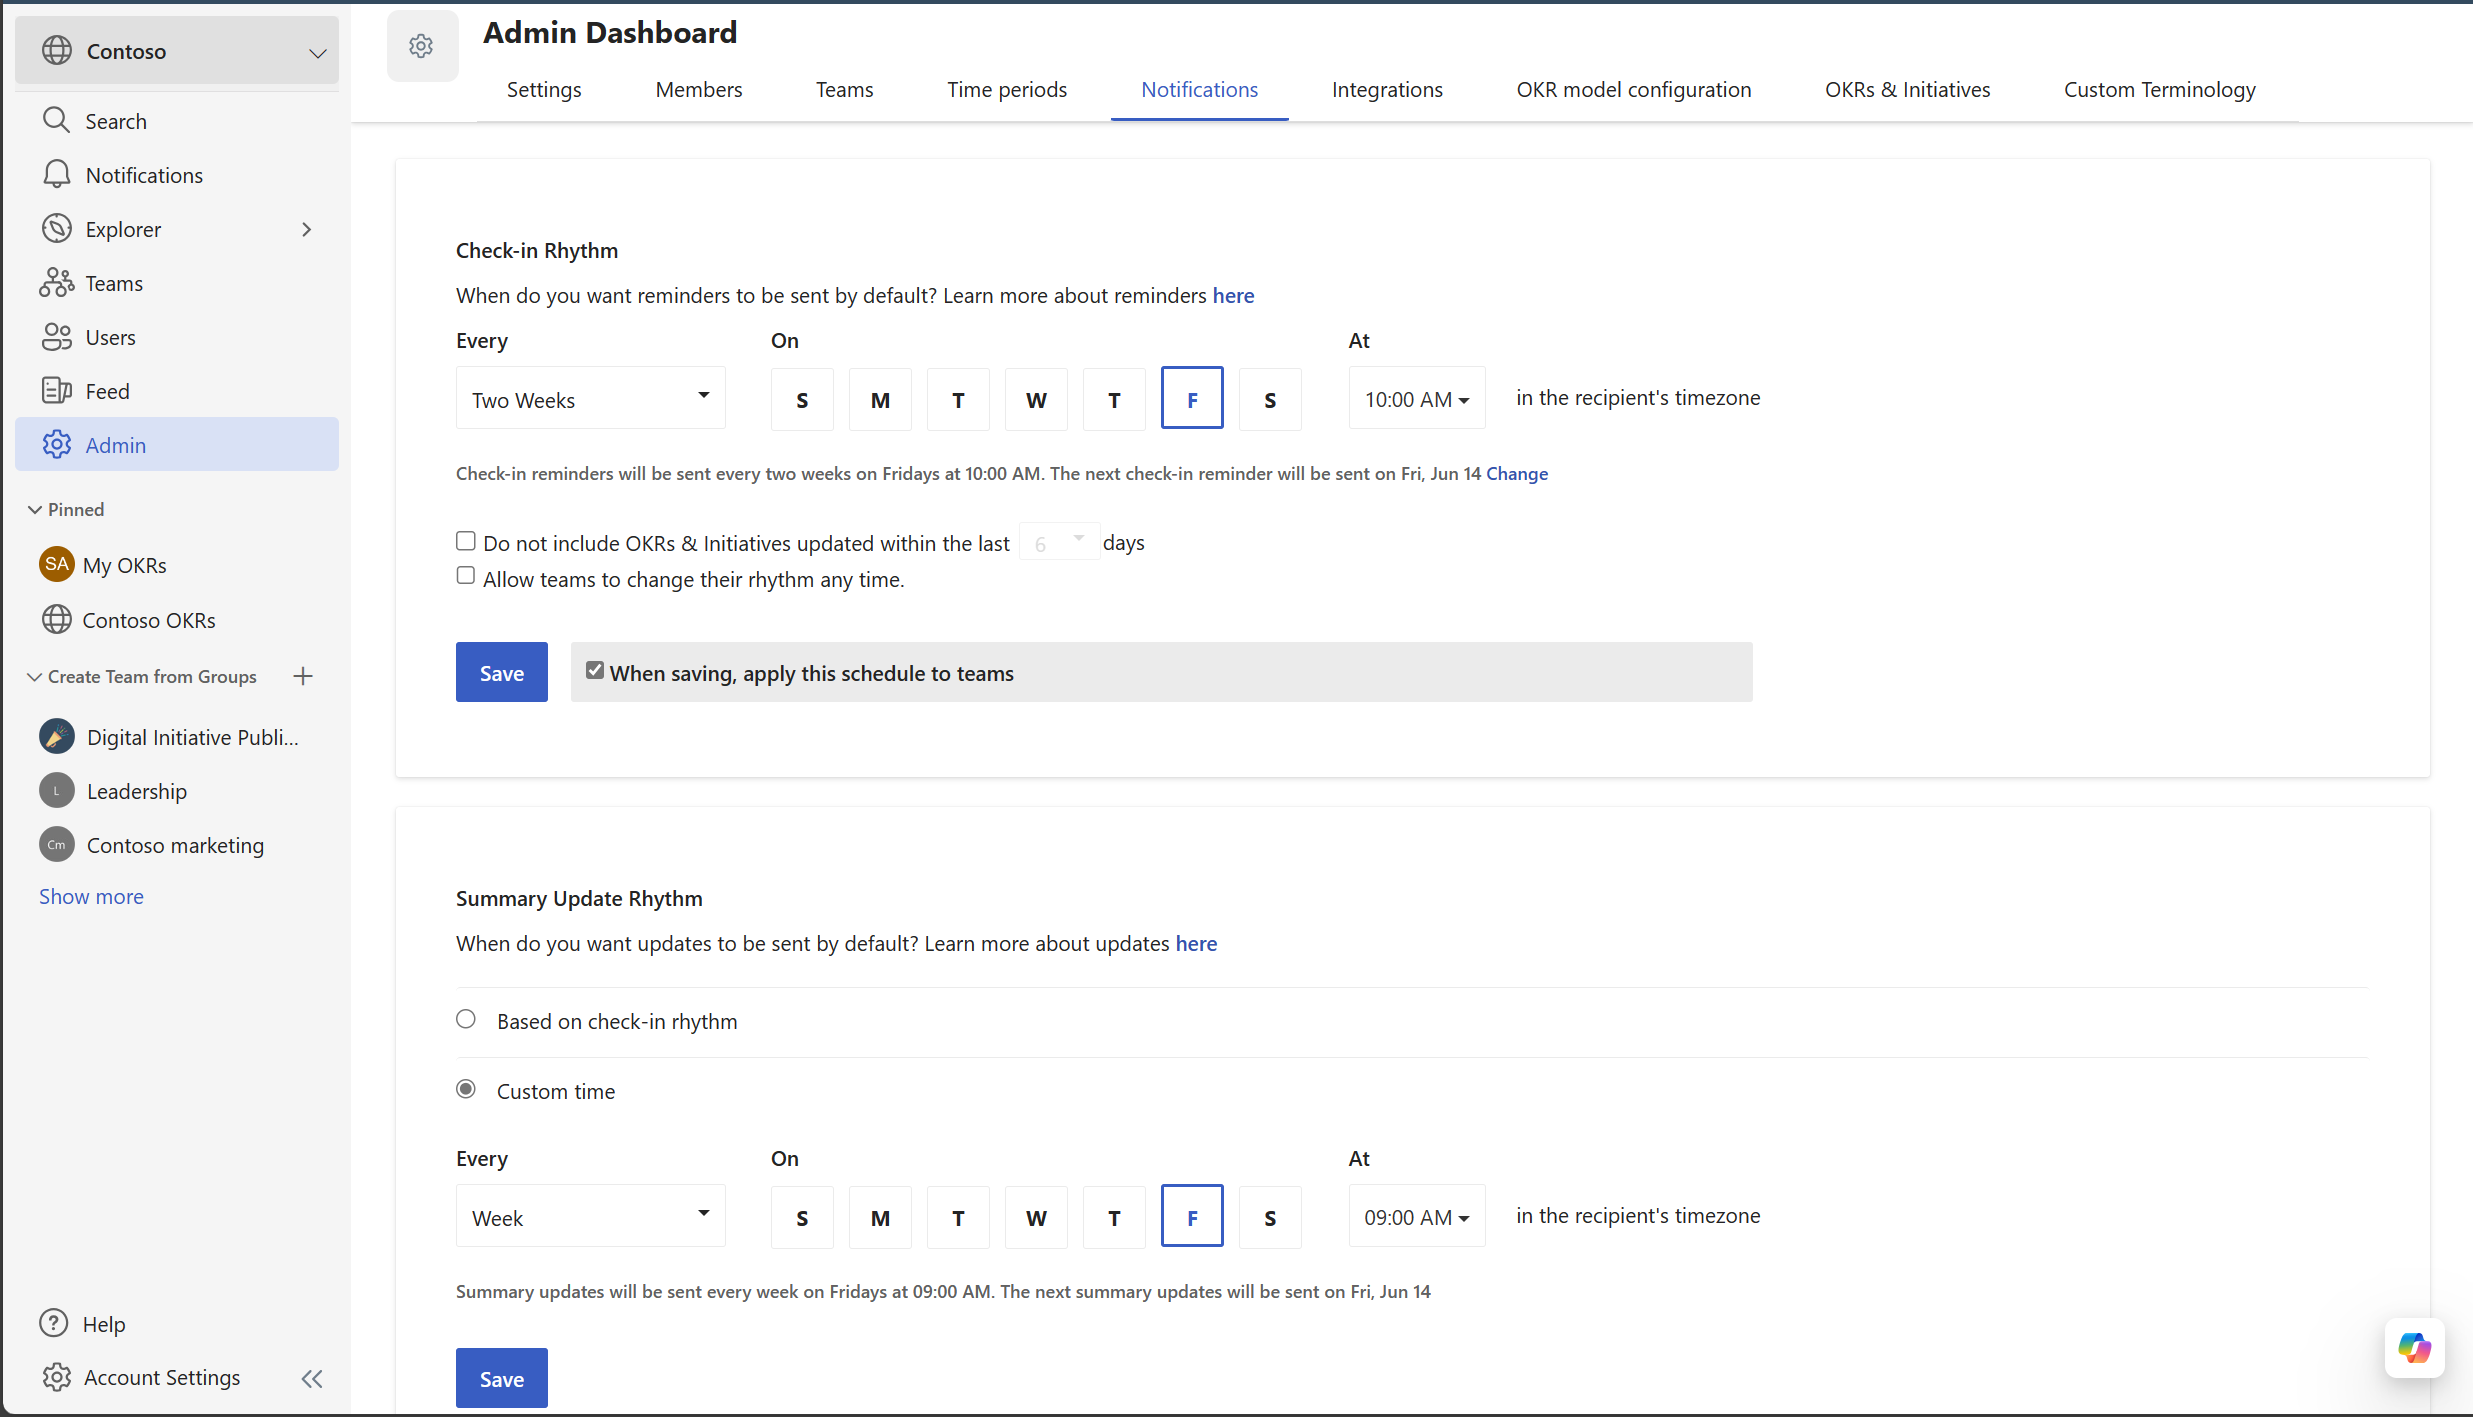 Contoso
Search
Notifications
Explorer
Teams
Users
Feed
Admin
Pinned
SA My OKRs
Contoso OKRs
Create Team from Groups
Digital Initiative Publi...
L Leadership
Cm Contoso marketing
Show more
Help
Account Settings
Admin Dashboard
Settings Members Teams Time periods Notifications Integrations OKR model configuration OKRs & Initiatives Custom Terminology
Check-in Rhythm
When do you want reminders to be sent by default? Learn more about reminders here
Every On At
Two Weeks S M T W T F S 10:00 AM in the recipient's timezone
Check-in reminders will be sent every two weeks on Fridays at 10:00 AM. The next check-in reminder will be sent on Fri, Jun 14 Change
Do not include OKRs & Initiatives updated within the last 6 days
Allow teams to change their rhythm any time.
Save When saving, apply this schedule to teams
Summary Update Rhythm
When do you want updates to be sent by default? Learn more about updates here
Based on check-in rhythm
Custom time
Every On At
Week S M T W T F S 09:00 AM in the recipient's timezone
Summary updates will be sent every week on Fridays at 09:00 AM. The next summary updates will be sent on Fri, Jun 14
Save